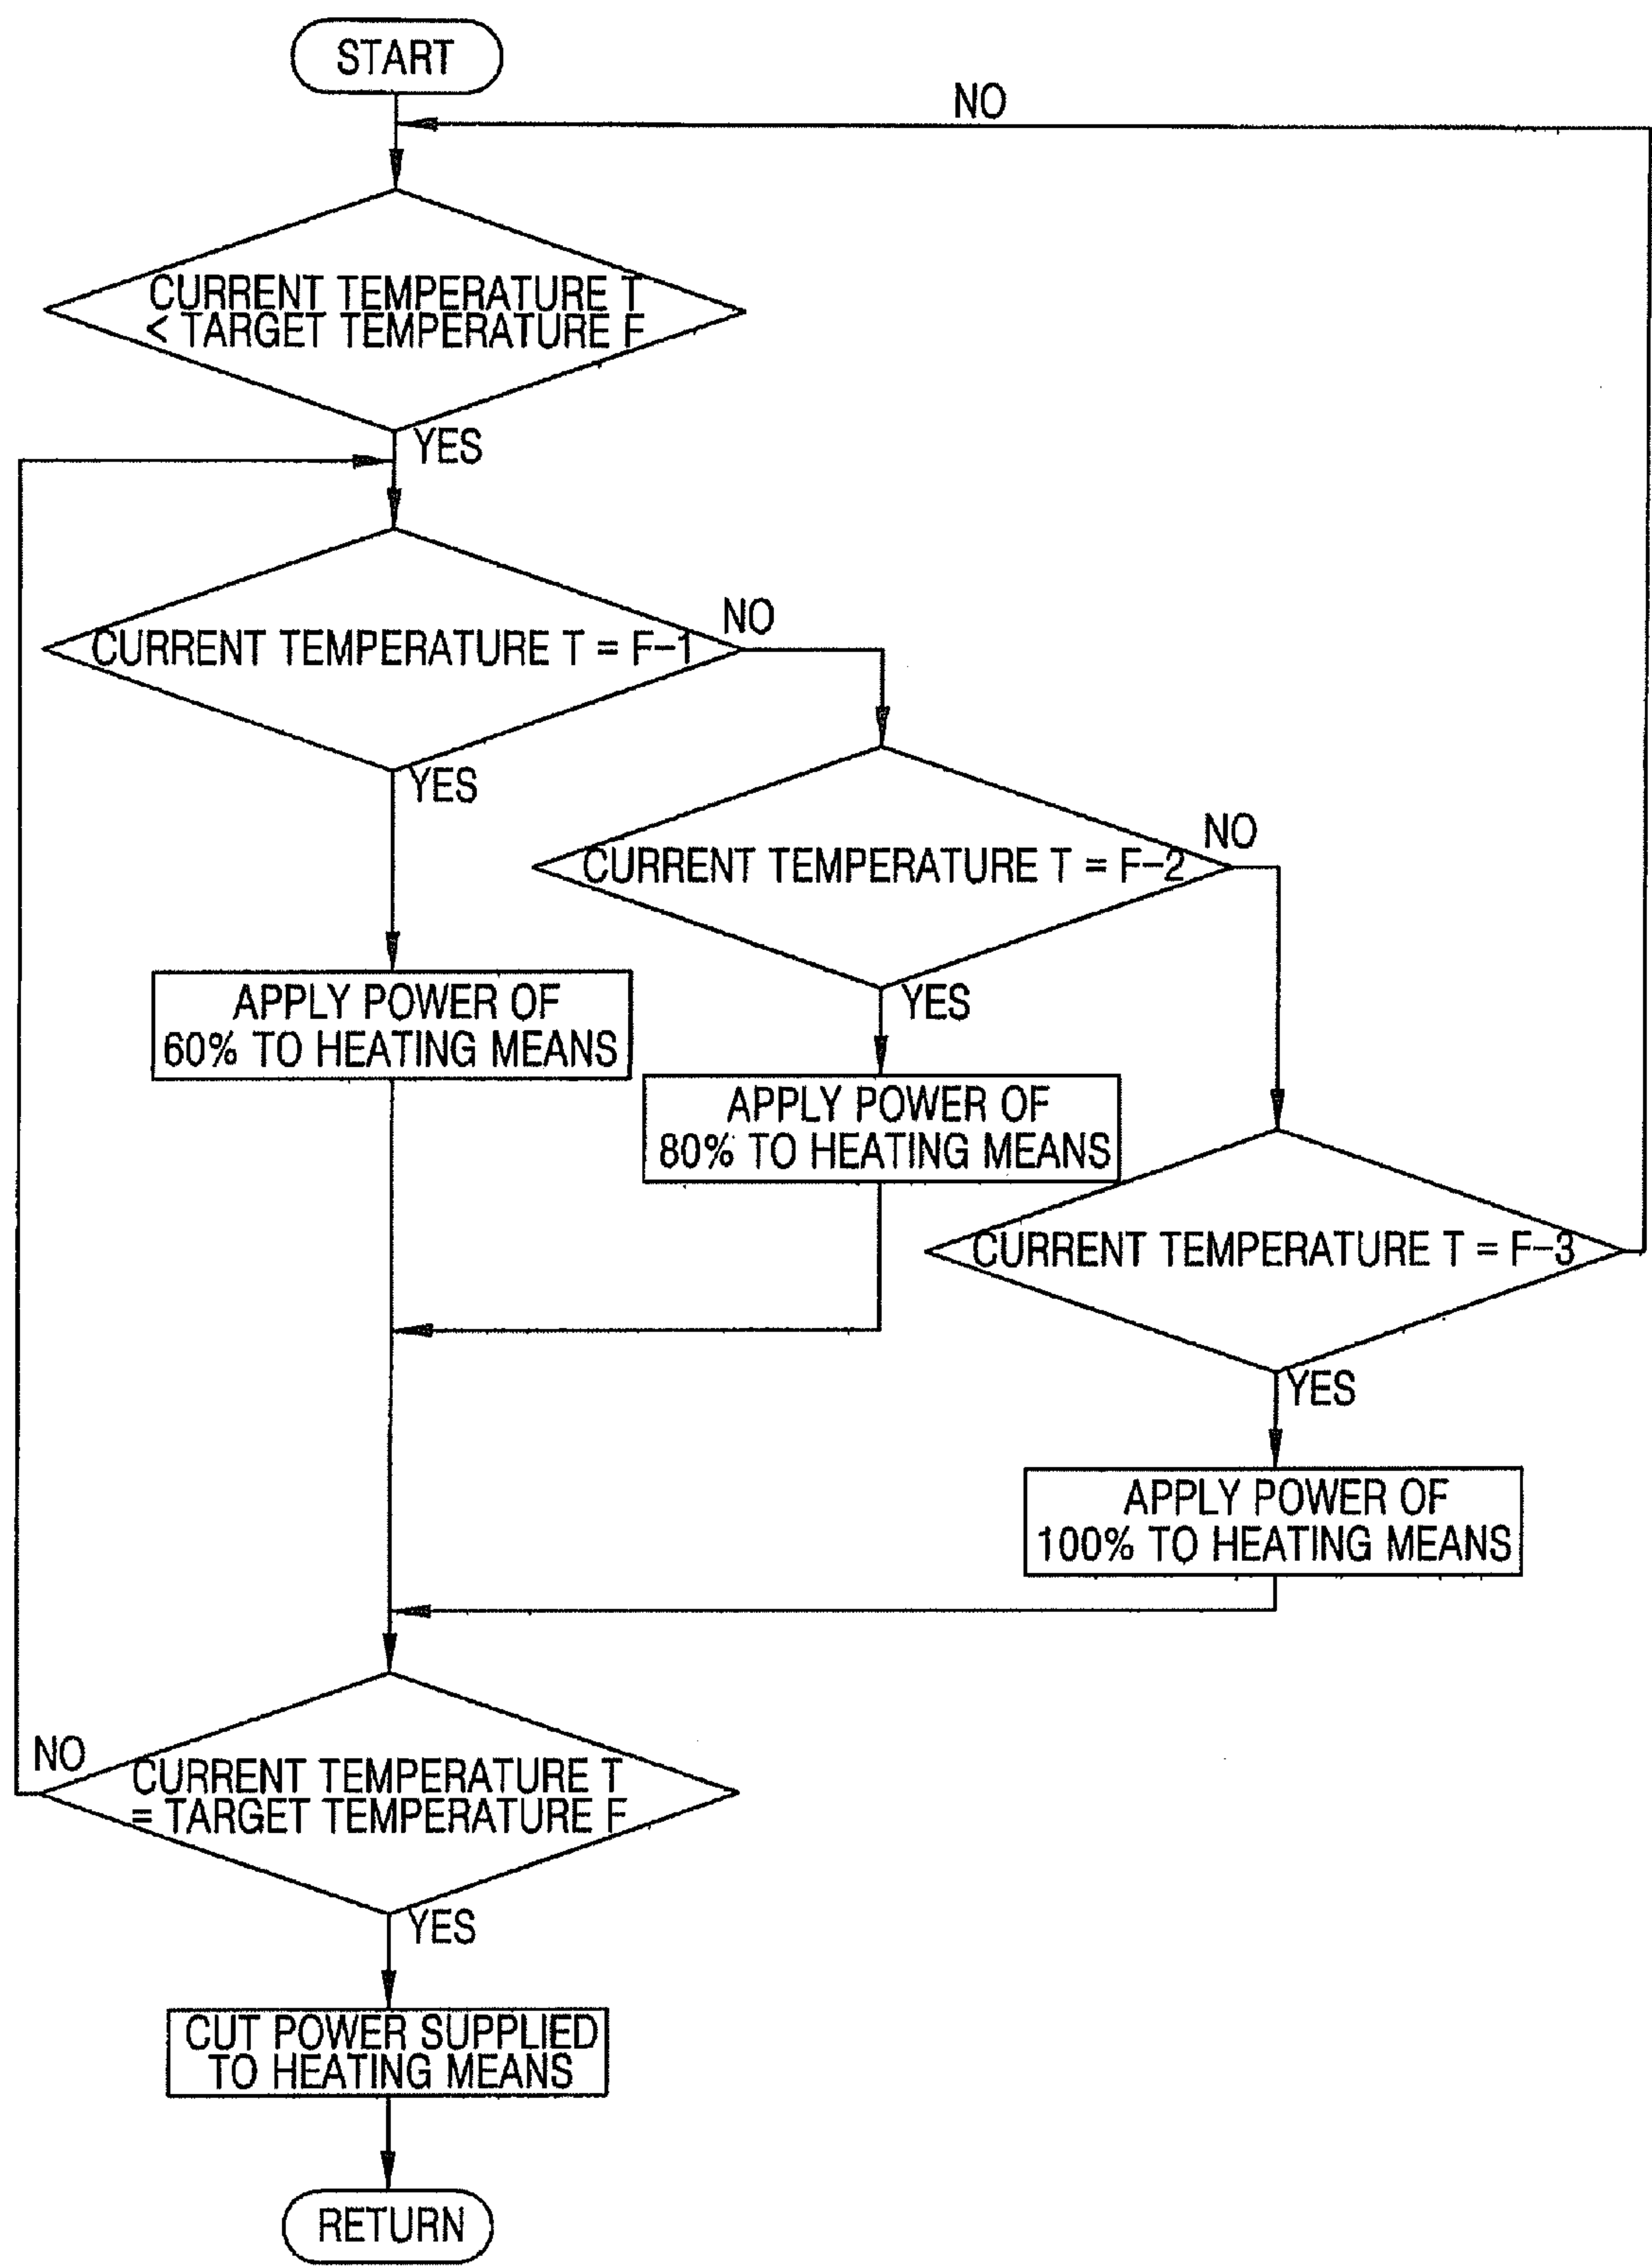 START
NO
CURRENT TEMPERATURE T
< TARGET TEMPERATURE F
YES
CURRENT TEMPERATURE T = F-1
NO
YES
CURRENT TEMPERATURE T = F-2
NO
APPLY POWER OF
60% TO HEATING MEANS
YES
APPLY POWER OF
80% TO HEATING MEANS
CURRENT TEMPERATURE T = F-3
YES
APPLY POWER OF
100% TO HEATING MEANS
NO
CURRENT TEMPERATURE T
= TARGET TEMPERATURE F
YES
CUT POWER SUPPLIED
TO HEATING MEANS
RETURN